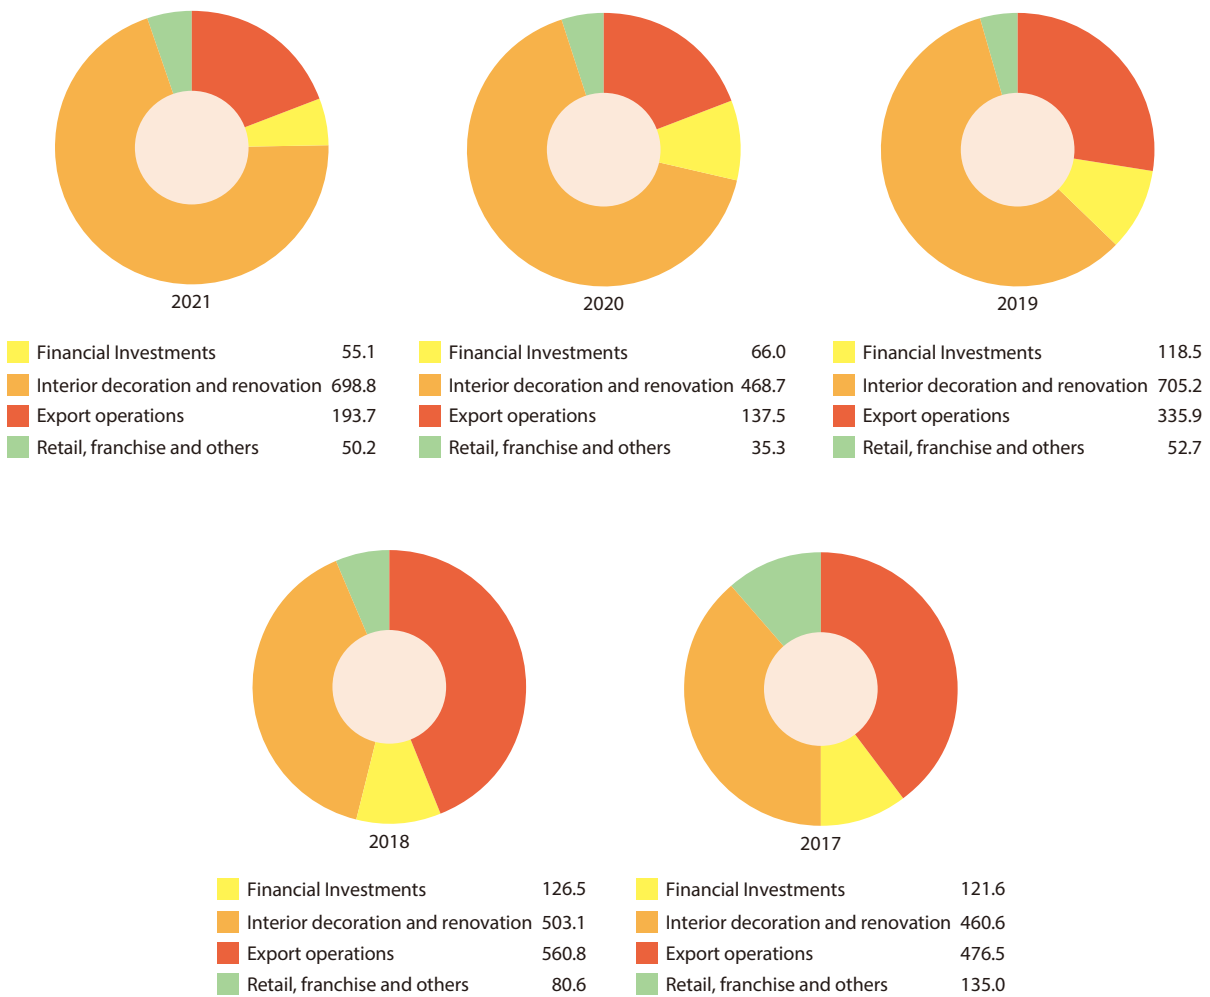 2021
Financial Investments 55.1
Interior decoration and renovation 698.8
Export operations 193.7
Retail, franchise and others 50.2
2020
Financial Investments 66.0
Interior decoration and renovation 468.7
Export operations 137.5
Retail, franchise and others 35.3
2019
Financial Investments 118.5
Interior decoration and renovation 705.2
Export operations 335.9
Retail, franchise and others 52.7
2018
Financial Investments 126.5
Interior decoration and renovation 503.1
Export operations 560.8
Retail, franchise and others 80.6
2017
Financial Investments 121.6
Interior decoration and renovation 460.6
Export operations 476.5
Retail, franchise and others 135.0